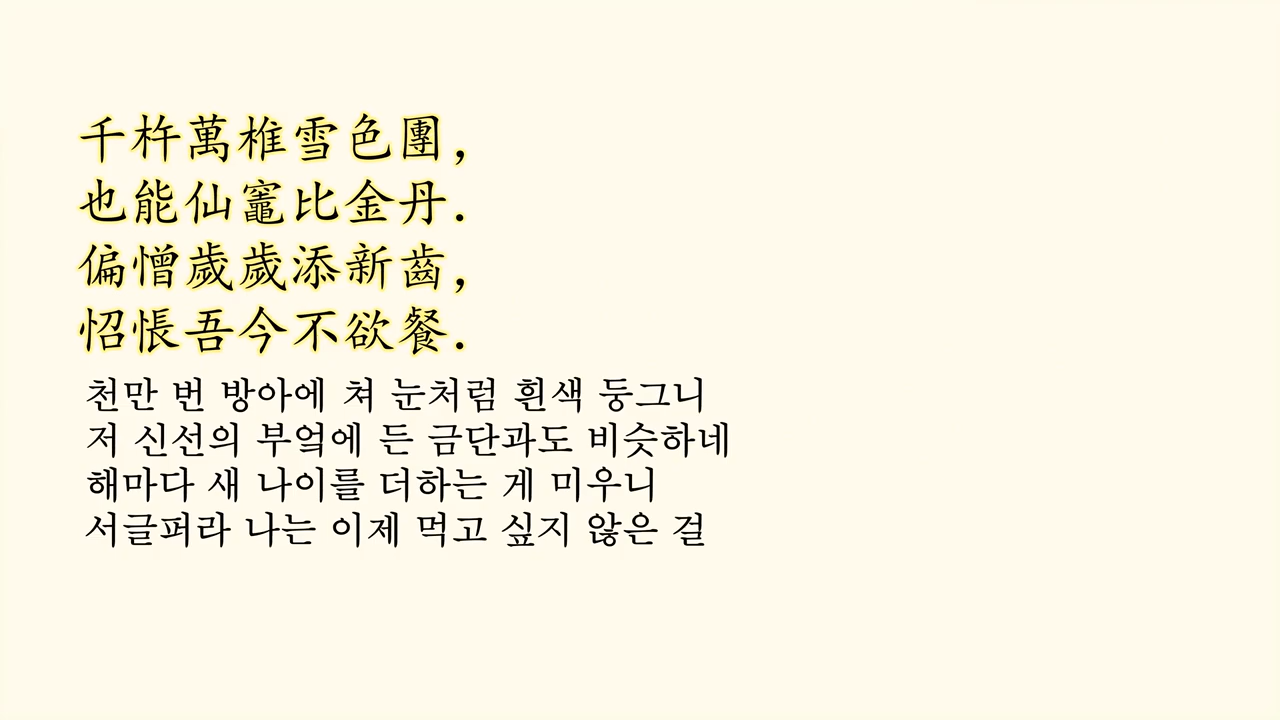 千杵萬椎雪色團,
也能仙竈比金丹.
偏憎歲歲添新齒,
怊悵吾今不欲餐.
천만 번 방아에 쳐 눈처럼 흰색 둥그니
저 신선의 부엌에 든 금단과도 비슷하네
해마다 새 나이를 더하는 게 미우니
서글퍼라 나는 이제 먹고 싶지 않은 걸